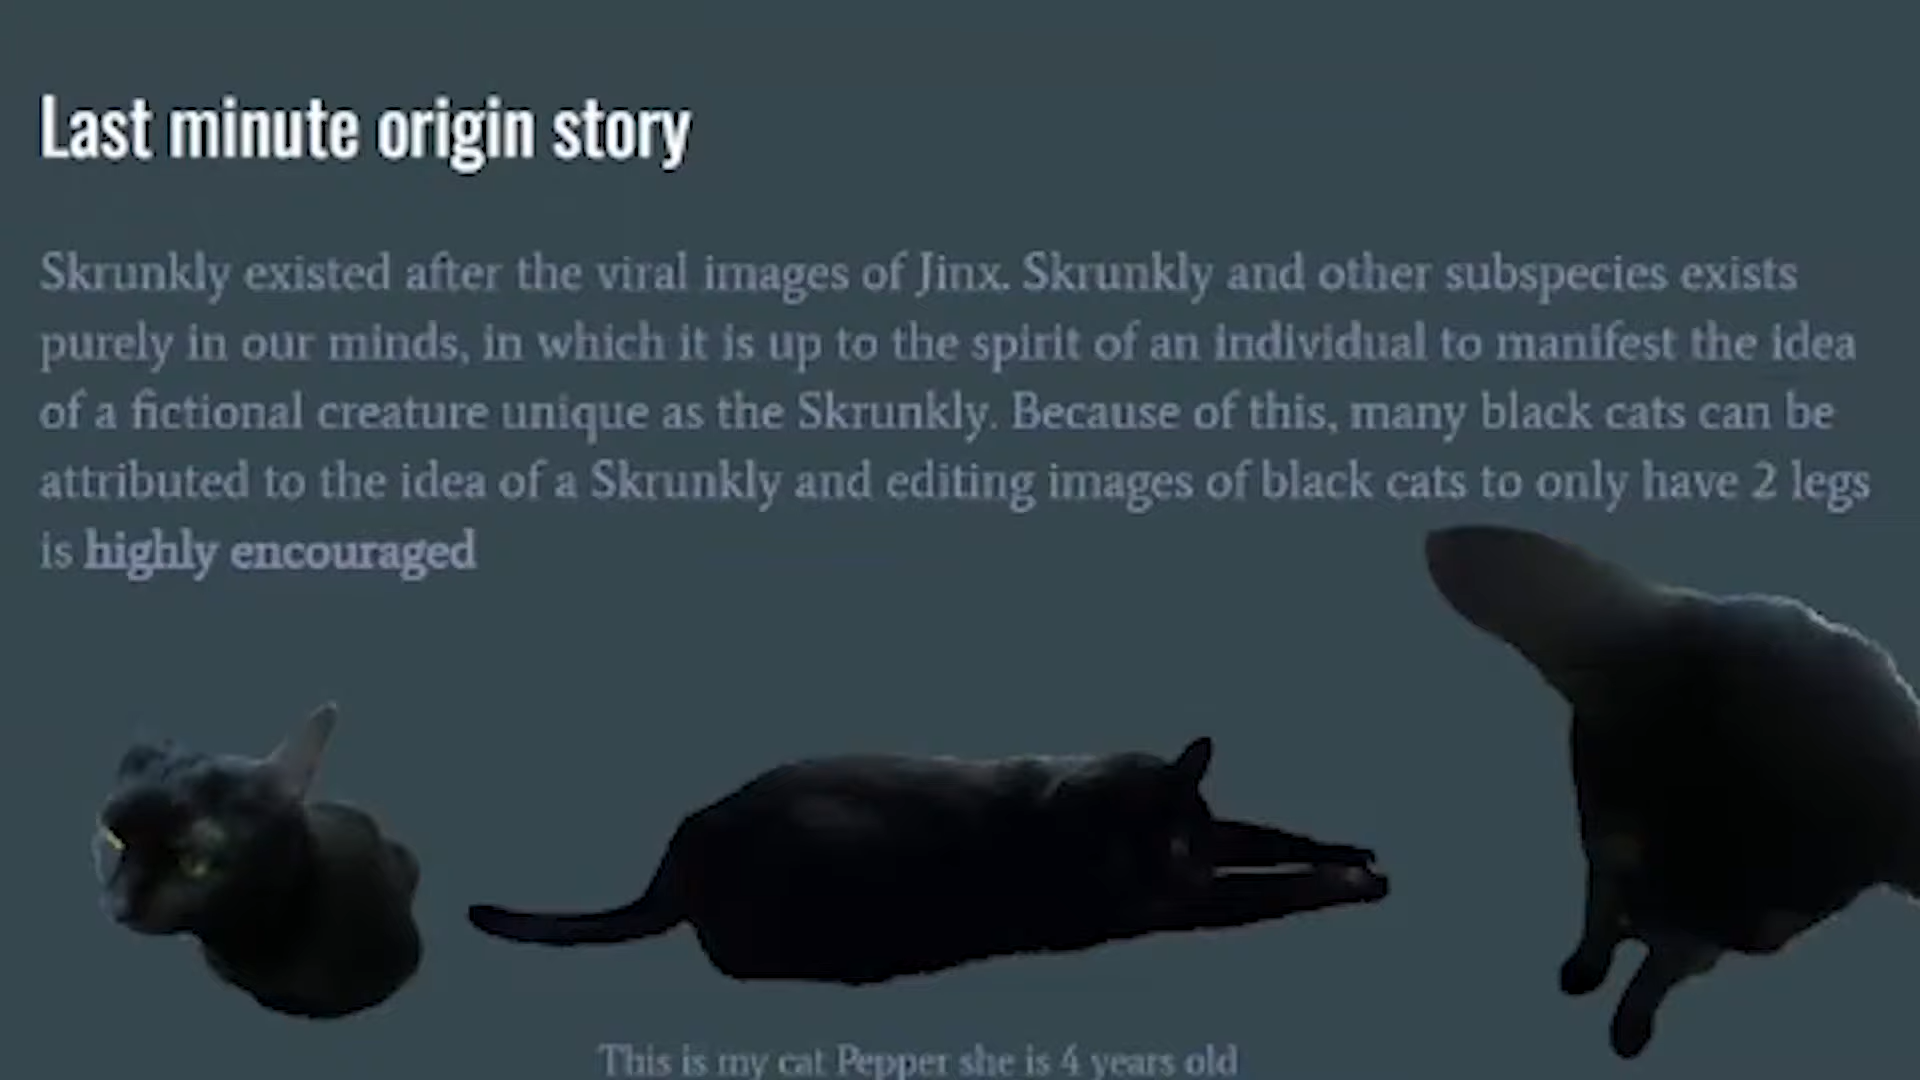 Last minute origin story
Skrunkly existed after the viral images of Jinx. Skrunkly and other subspecies exists
purely in our minds, in which it is up to the spirit of an individual to manifest the idea
of a fictional creature unique as the Skrunkly. Because of this, many black cats can be
attributed to the idea of a Skrunkly and editing images of black cats to only have 2 legs
is highly encouraged
This is my cat Pepper she is 4 years old